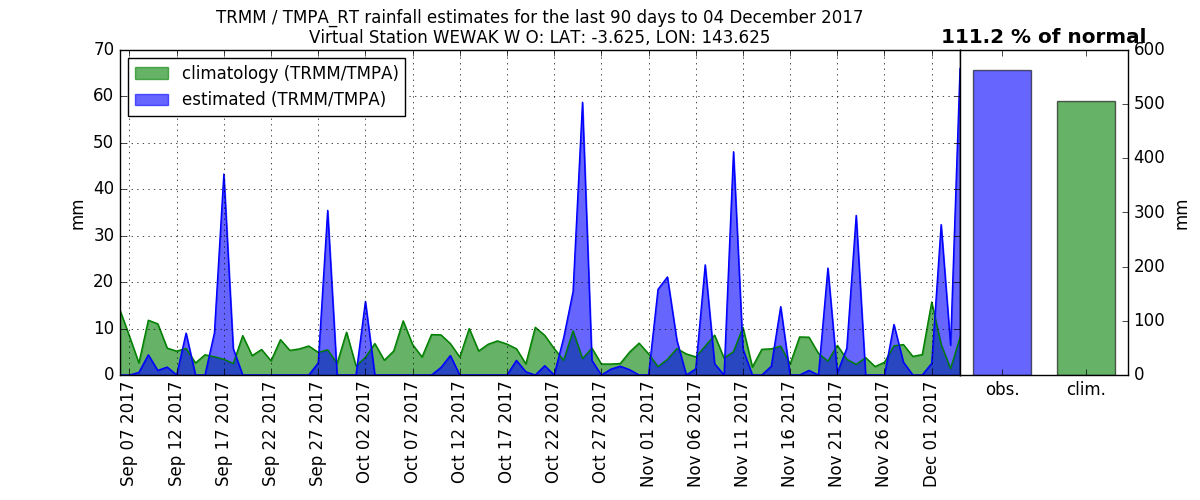 TRMM / TMPA_RT rainfall estimates for the last 90 days to 04 December 2017
Virtual Station WEWAK W O: LAT: -3.625, LON: 143.625
111.2 % of normal
climatology (TRMM/TMPA)
estimated (TRMM/TMPA)
70
60
50
40
30
20
10
0
mm
Sep 07 2017
Sep 12 2017
Sep 17 2017
Sep 22 2017
Sep 27 2017
Oct 02 2017
Oct 07 2017
Oct 12 2017
Oct 17 2017
Oct 22 2017
Oct 27 2017
Nov 01 2017
Nov 06 2017
Nov 11 2017
Nov 16 2017
Nov 21 2017
Nov 26 2017
Dec 01 2017
obs.
clim.
600
500
400
300
200
100
0
mm